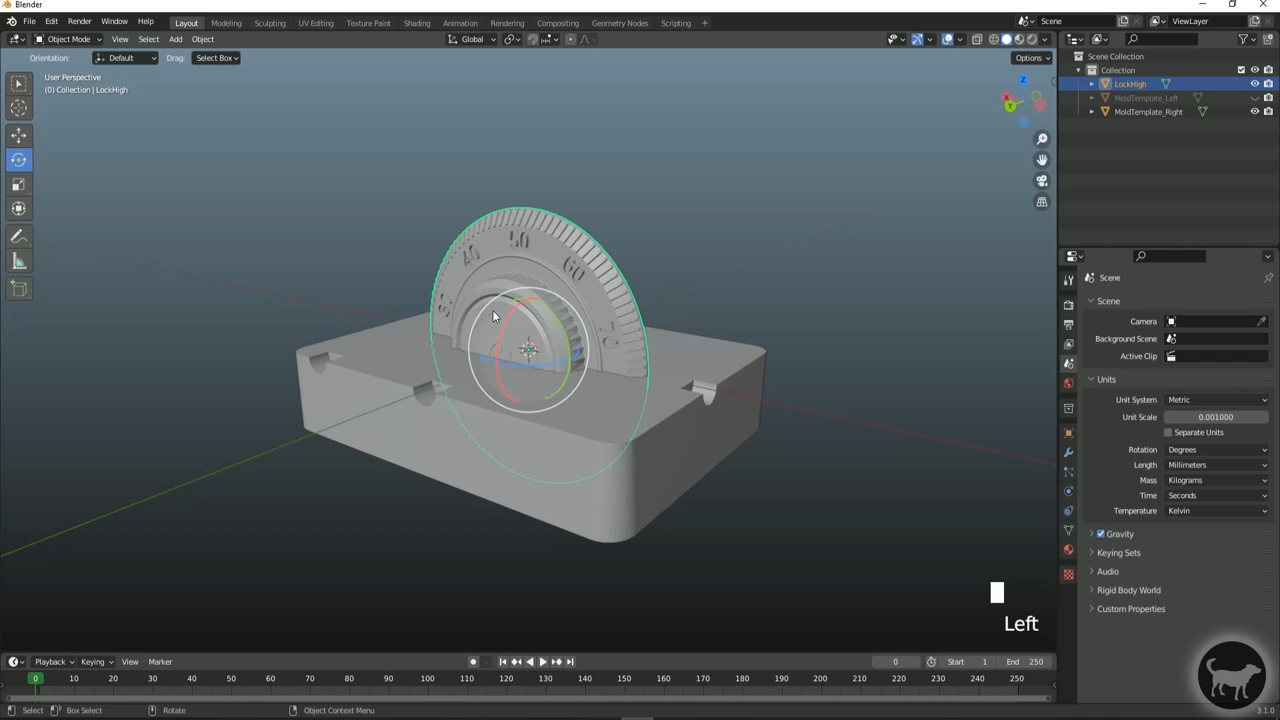 Blender
File Edit Render Window Help
Layout Modeling Sculpting UV Editing Texture Paint Shading Animation Rendering Compositing Geometry Nodes Scripting +
Scene
ViewLayer
Object Mode View Select Add Object
Global
Orientation: Default Drag: Select Box
Options
User Perspective
(0) Collection | LockHigh
Z
X
Y
40
50
60
Left
Scene Collection
Collection
LockHigh
MoldTemplate_Left
MoldTemplate_Right
Scene
Scene
Camera
Background Scene
Active Clip
Units
Unit System Metric
Unit Scale 0.001000
Separate Units
Rotation Degrees
Length Millimeters
Mass Kilograms
Time Seconds
Temperature Kelvin
Gravity
Keying Sets
Audio
Rigid Body World
Custom Properties
Playback Keying View Marker
0
Start 1
End 250
0 10 20 30 40 50 60 70 80 90 100 110 120 130 140 150 160 170 180 190 200 210 220 230 240 250
Select Box Select Rotate Object Context Menu
3.1.0